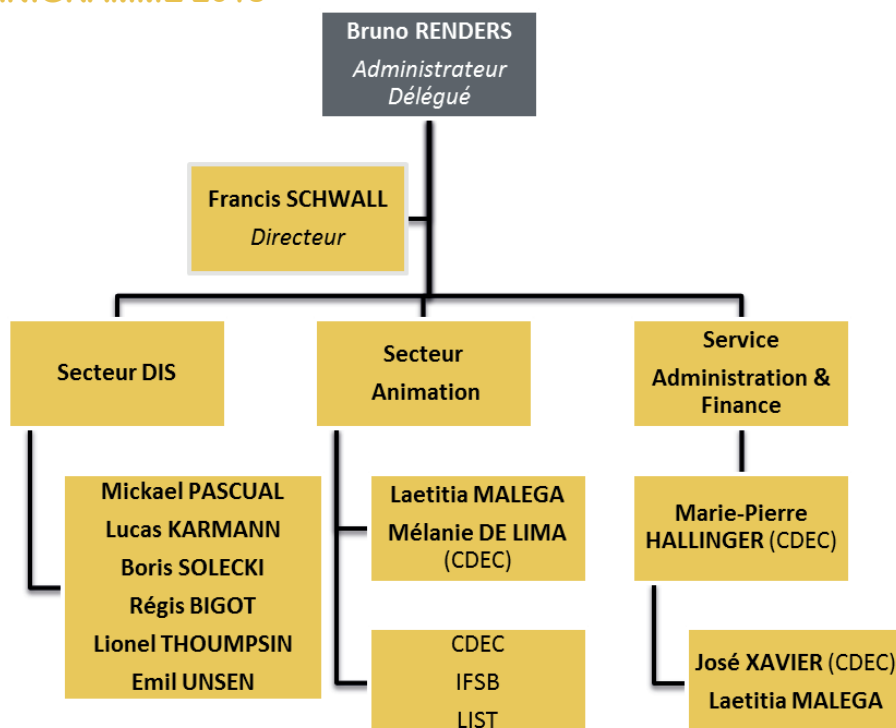 Bruno RENDERS
Administrateur
Délégué
Francis SCHWALL
Directeur
Secteur DIS
Secteur
Animation
Service
Administration &
Finance
Mickael PASCUAL
Lucas KARMANN
Boris SOLECKI
Régis BIGOT
Lionel THOUMPSIN
Emil UNSEN
Laetitia MALEGA
Mélanie DE LIMA
(CDEC)
CDEC
IFSB
LIST
Marie-Pierre
HALLINGER (CDEC)
José XAVIER (CDEC)
Laetitia MALEGA